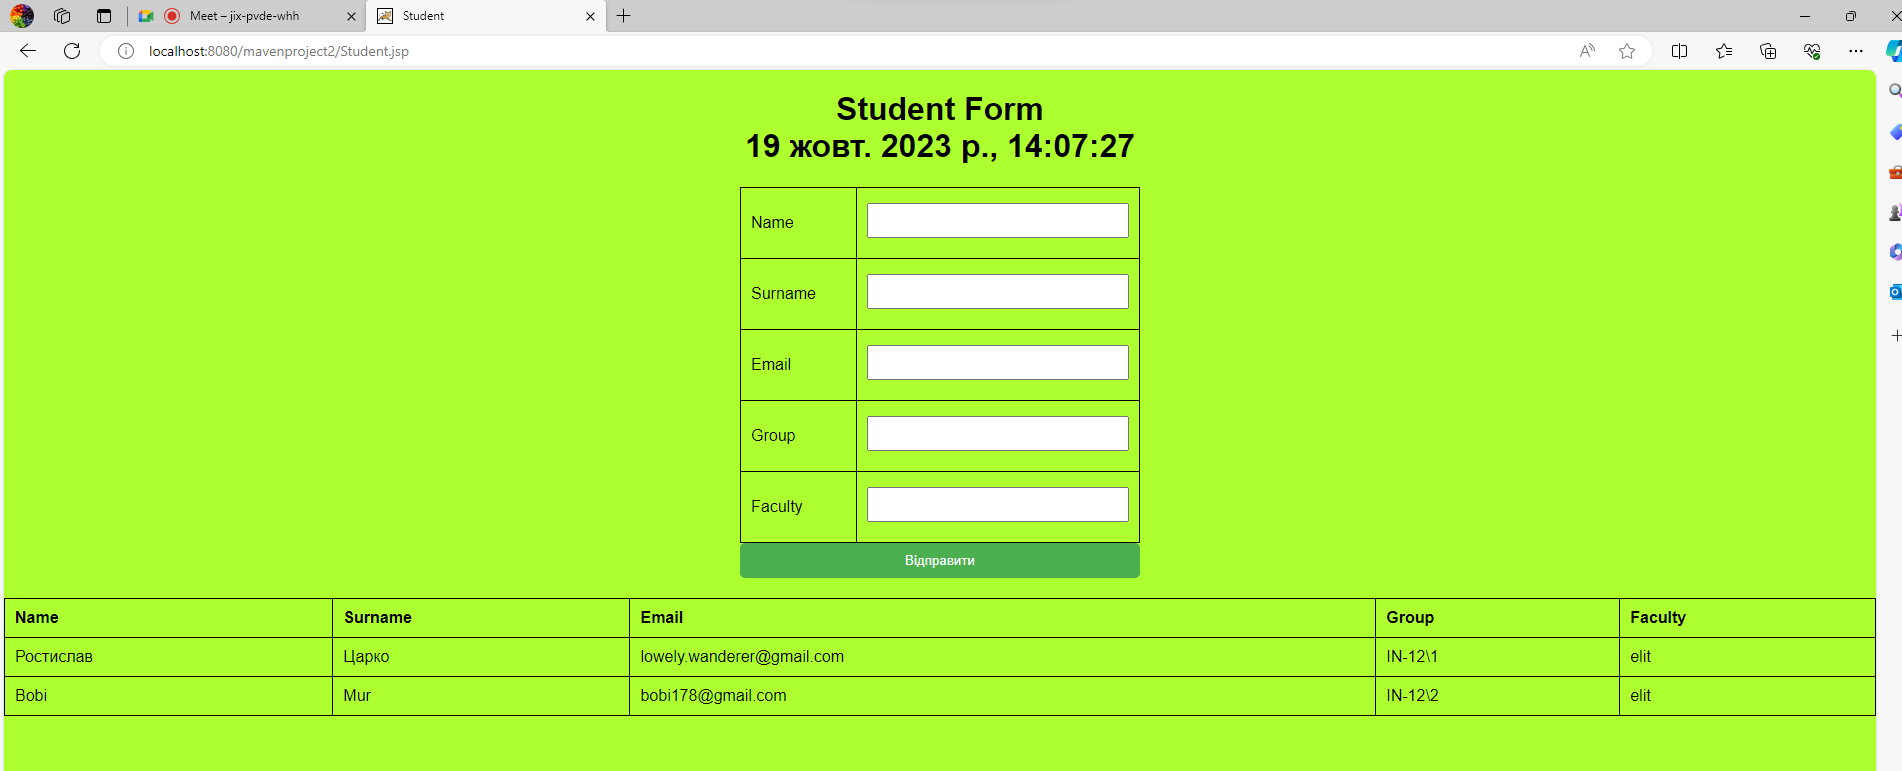 Meet – jix-pvde-whh
Student
localhost:8080/mavenproject2/Student.jsp
Student Form
19 жовт. 2023 р., 14:07:27
Name
Surname
Email
Group
Faculty
Відправити
Name Surname Email Group Faculty
Ростислав Царко lowely.wanderer@gmail.com IN-12\1 elit
Bobi Mur bobi178@gmail.com IN-12\2 elit